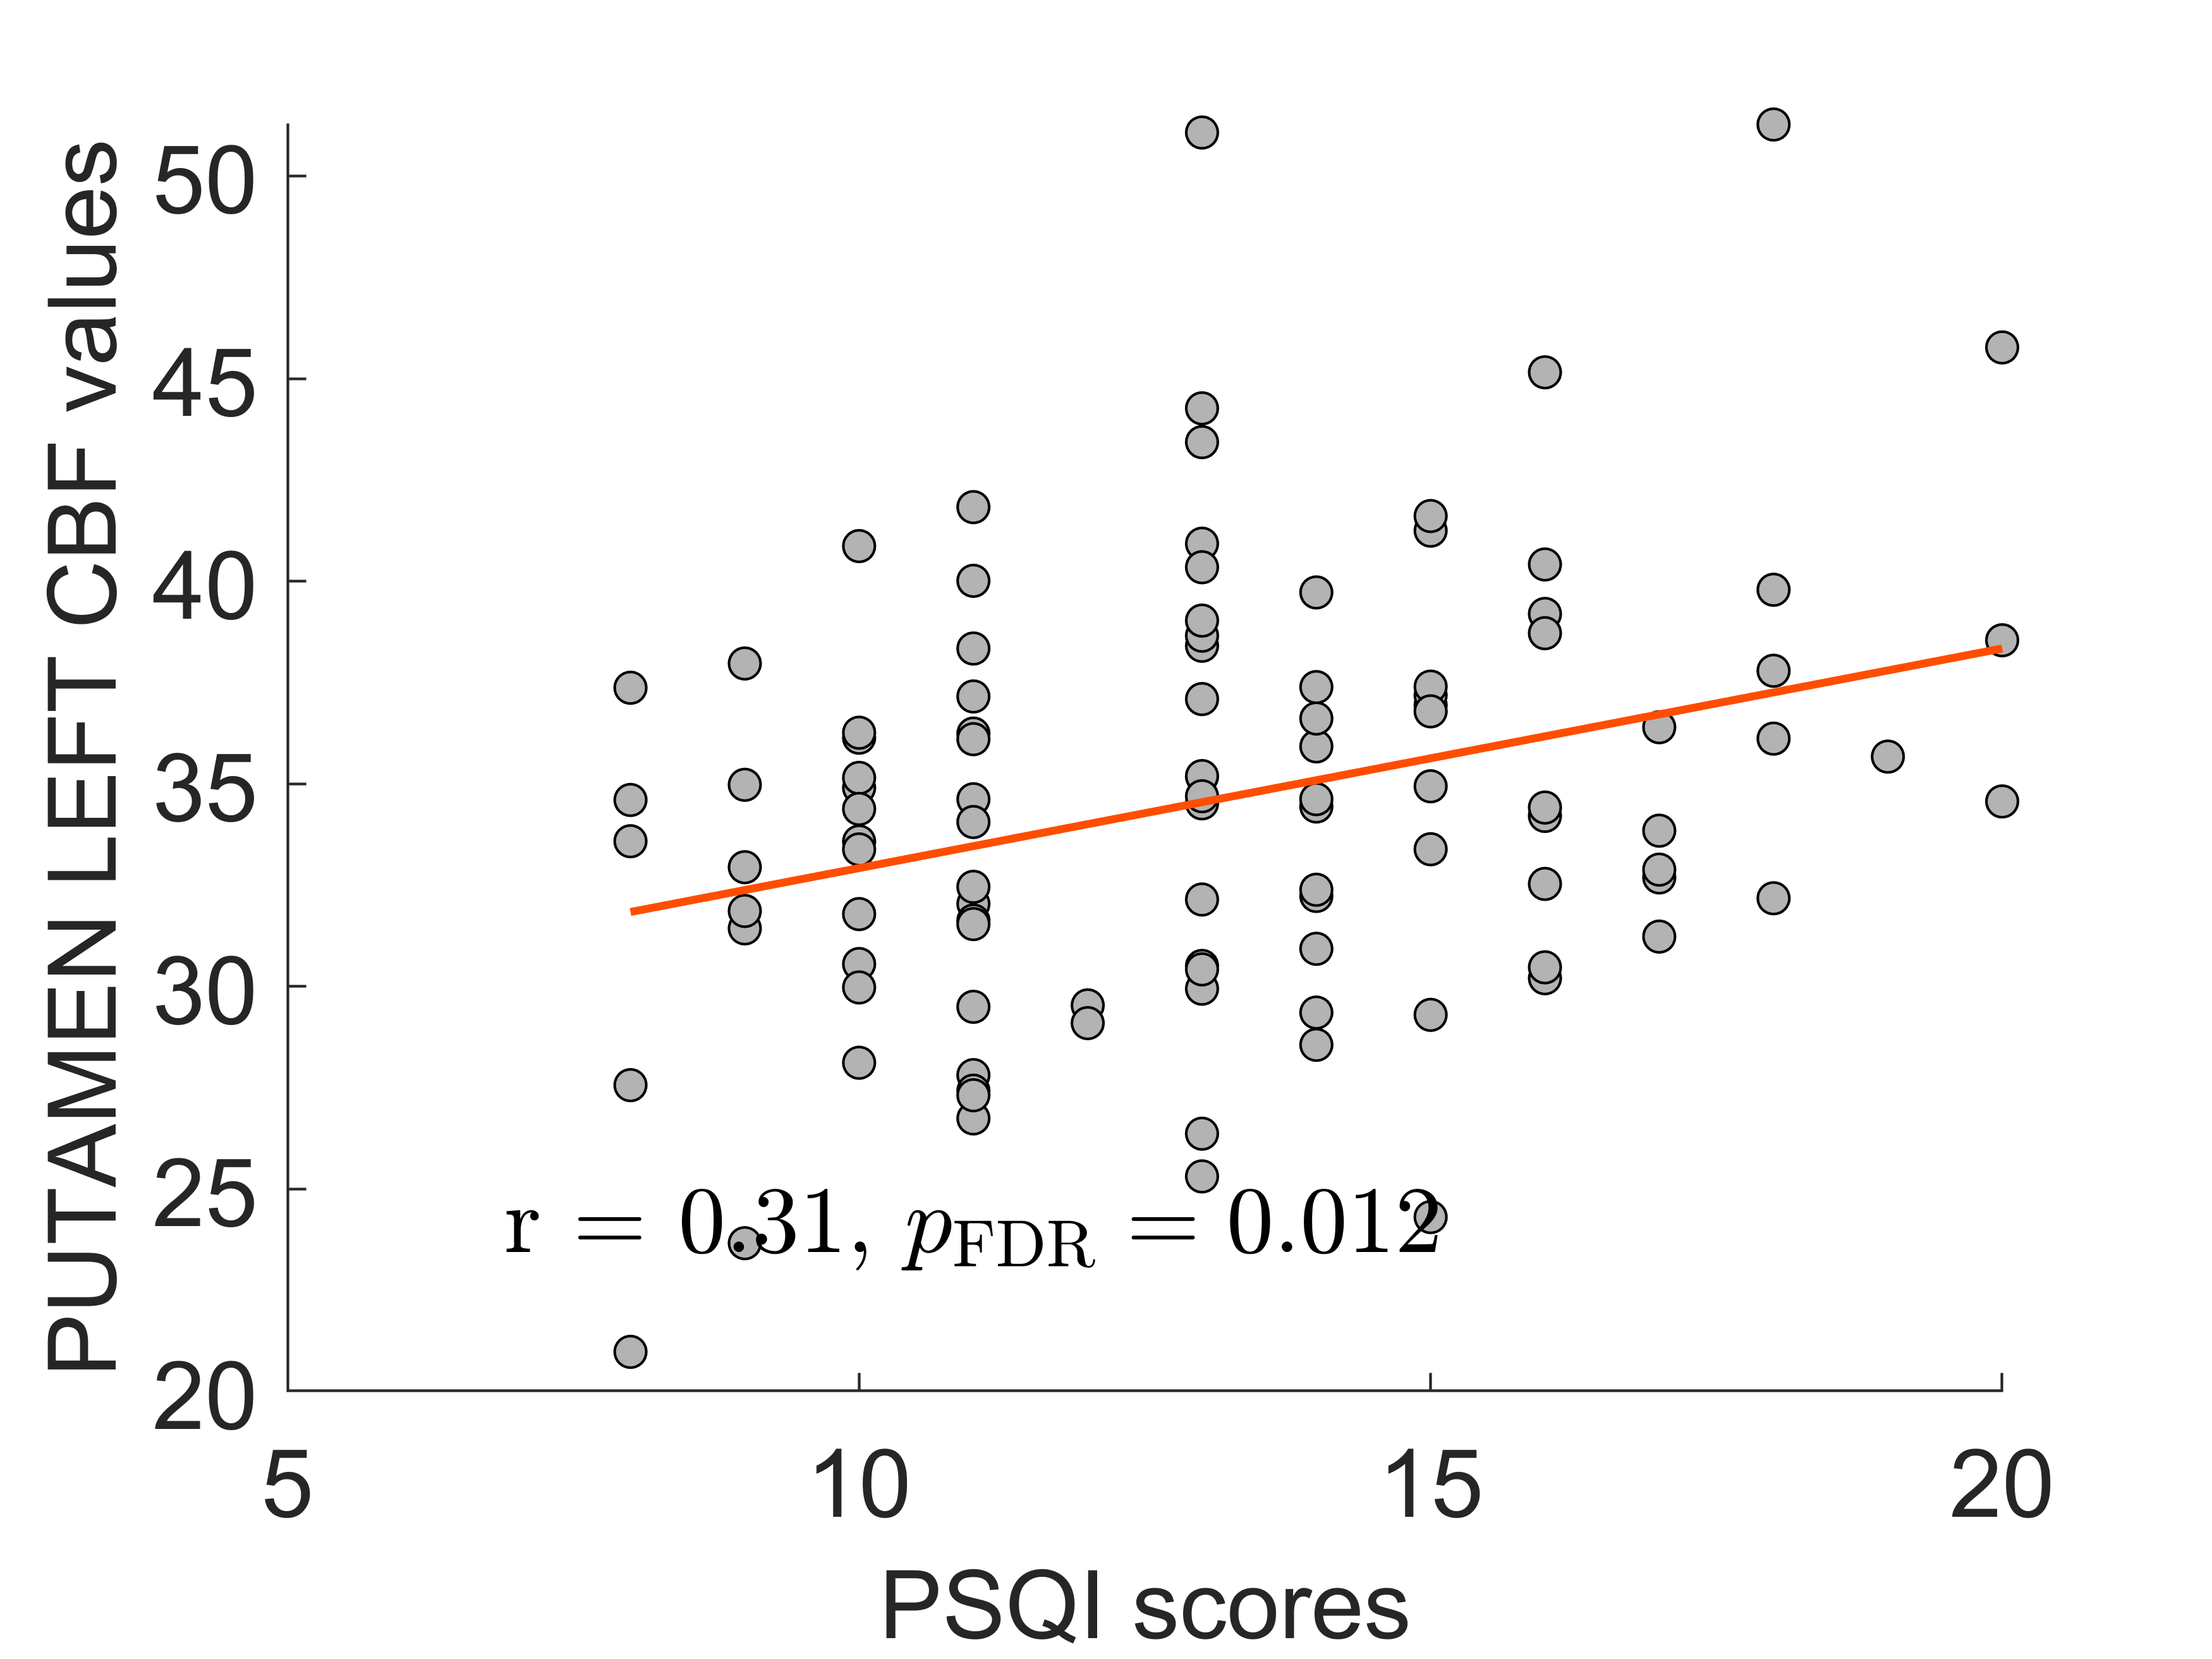 PUTAMEN LEFT CBF values
50
45
40
35
30
25
20
r = 0.31, pFDR = 0.012
5 10 15 20
PSQI scores